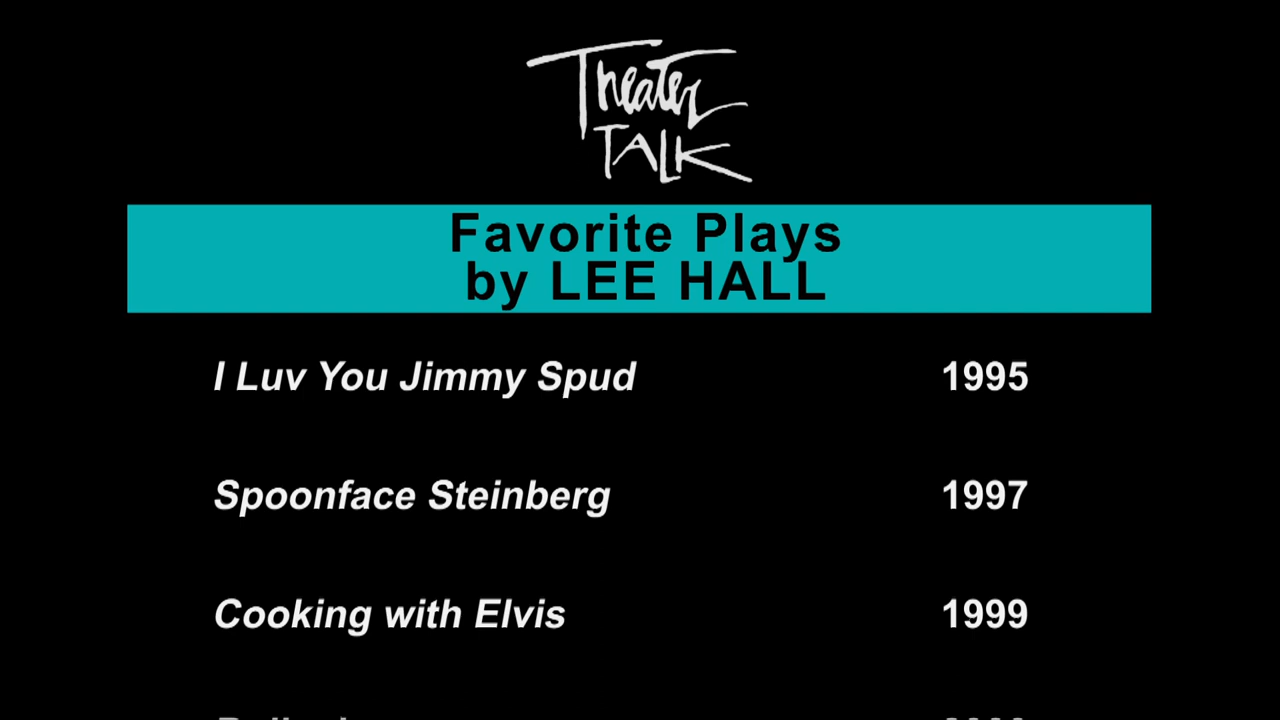 Theater
TALK
Favorite Plays
by LEE HALL
I Luv You Jimmy Spud 1995
Spoonface Steinberg 1997
Cooking with Elvis 1999